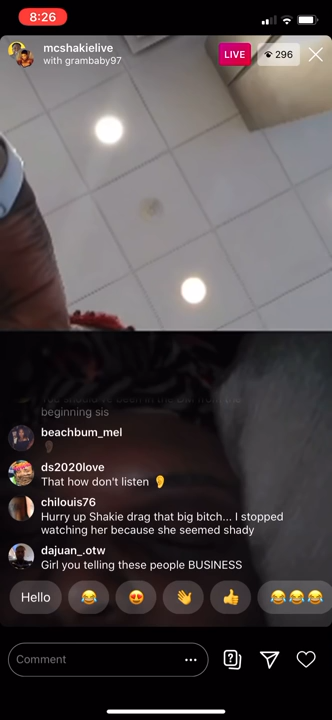 8:26
mcshakielive
with grambaby97
LIVE
296
beginning sis
beachbum_mel
ds2020love
That how don't listen 👂
chilouis76
Hurry up Shakie drag that big bitch... I stopped
watching her because she seemed shady
dajuan_.otw
Girl you telling these people BUSINESS
Hello 😂 😍 👋 👍 😂😂😂
Comment